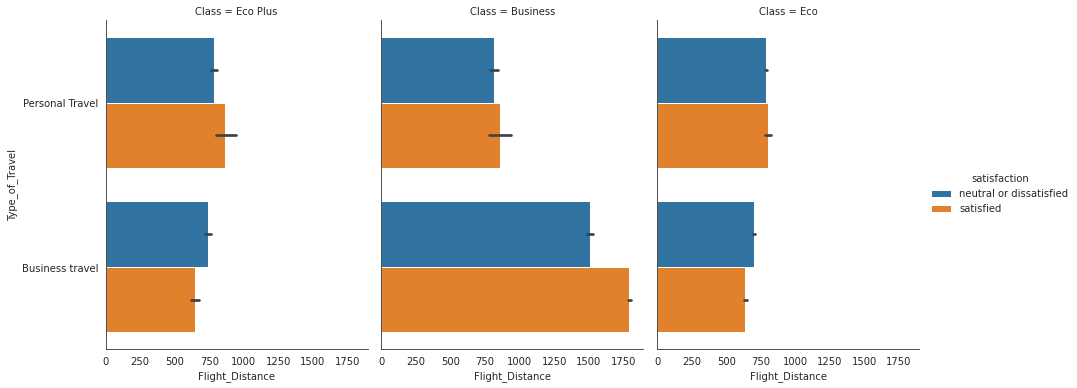 Class = Eco Plus
Class = Business
Class = Eco
Type_of_Travel
Personal Travel
Business travel
0 250 500 750 1000 1250 1500 1750
Flight_Distance
0 250 500 750 1000 1250 1500 1750
Flight_Distance
0 250 500 750 1000 1250 1500 1750
Flight_Distance
satisfaction
neutral or dissatisfied
satisfied